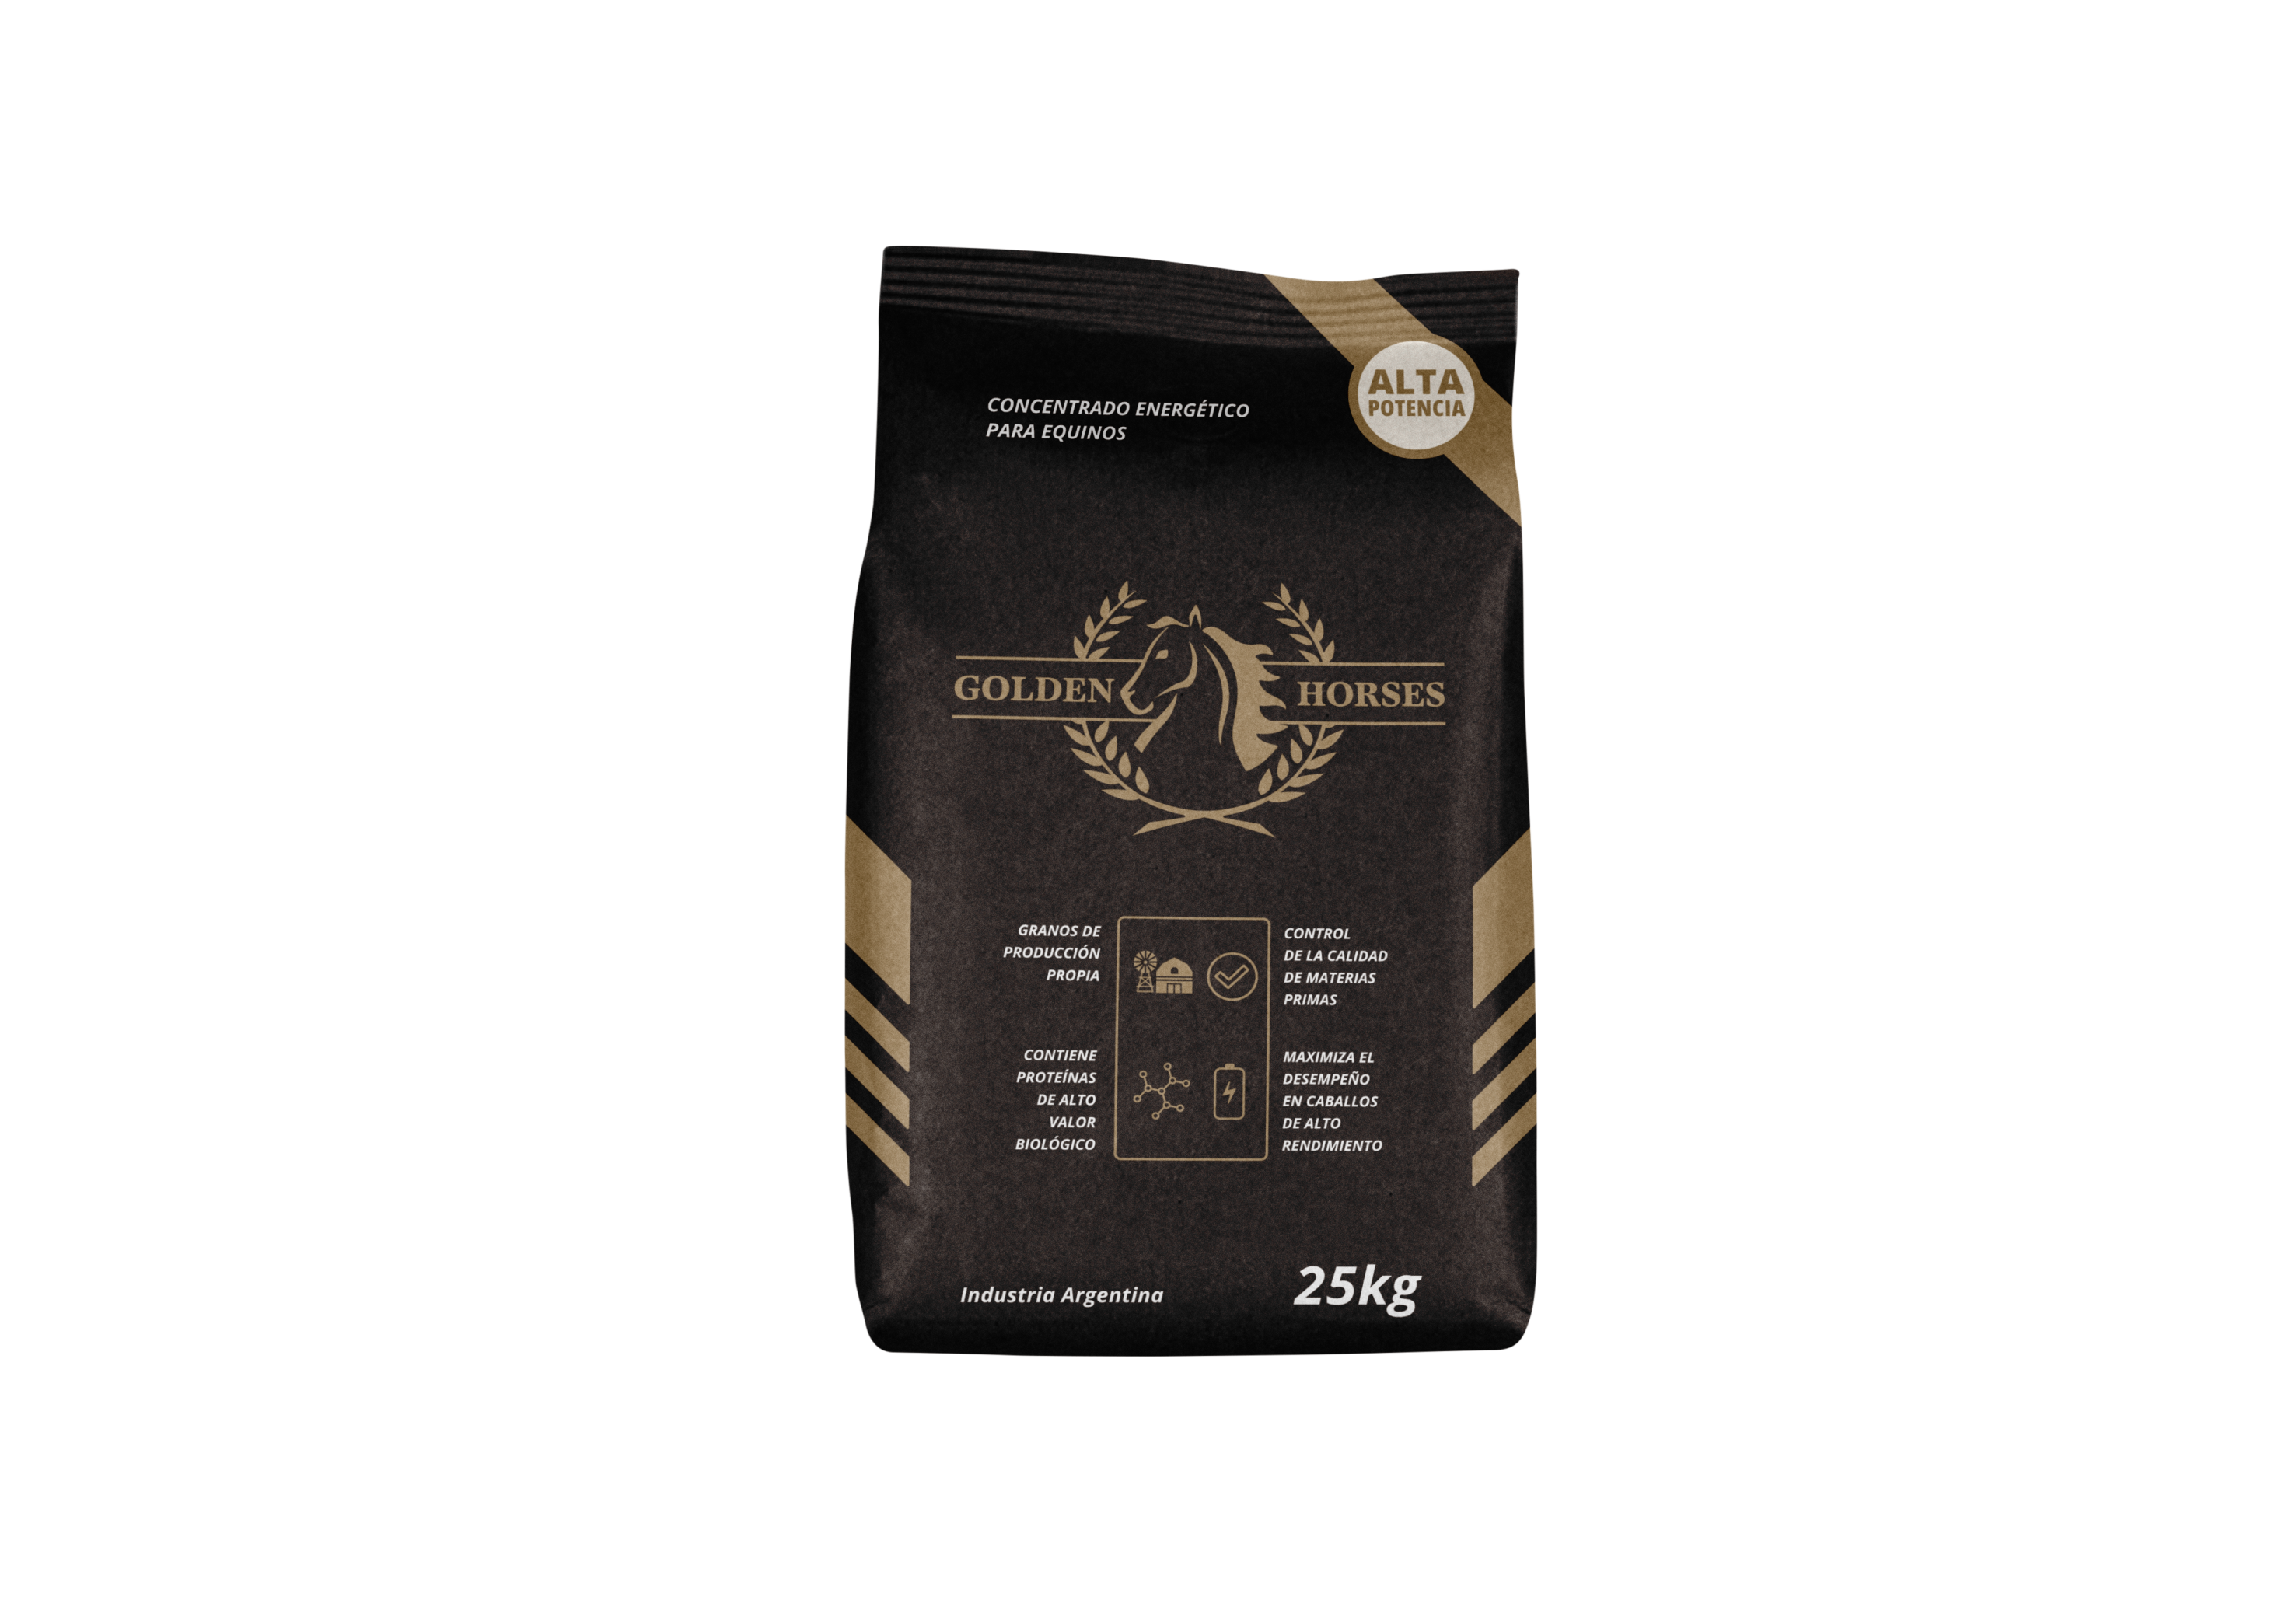 ALTA
POTENCIA
CONCENTRADO ENERGÉTICO
PARA EQUINOS
GOLDEN HORSES
GRANOS DE
PRODUCCIÓN
PROPIA
CONTROL
DE LA CALIDAD
DE MATERIAS
PRIMAS
CONTIENE
PROTEÍNAS
DE ALTO
VALOR
BIOLÓGICO
MAXIMIZA EL
DESEMPEÑO
EN CABALLOS
DE ALTO
RENDIMIENTO
Industria Argentina
25kg